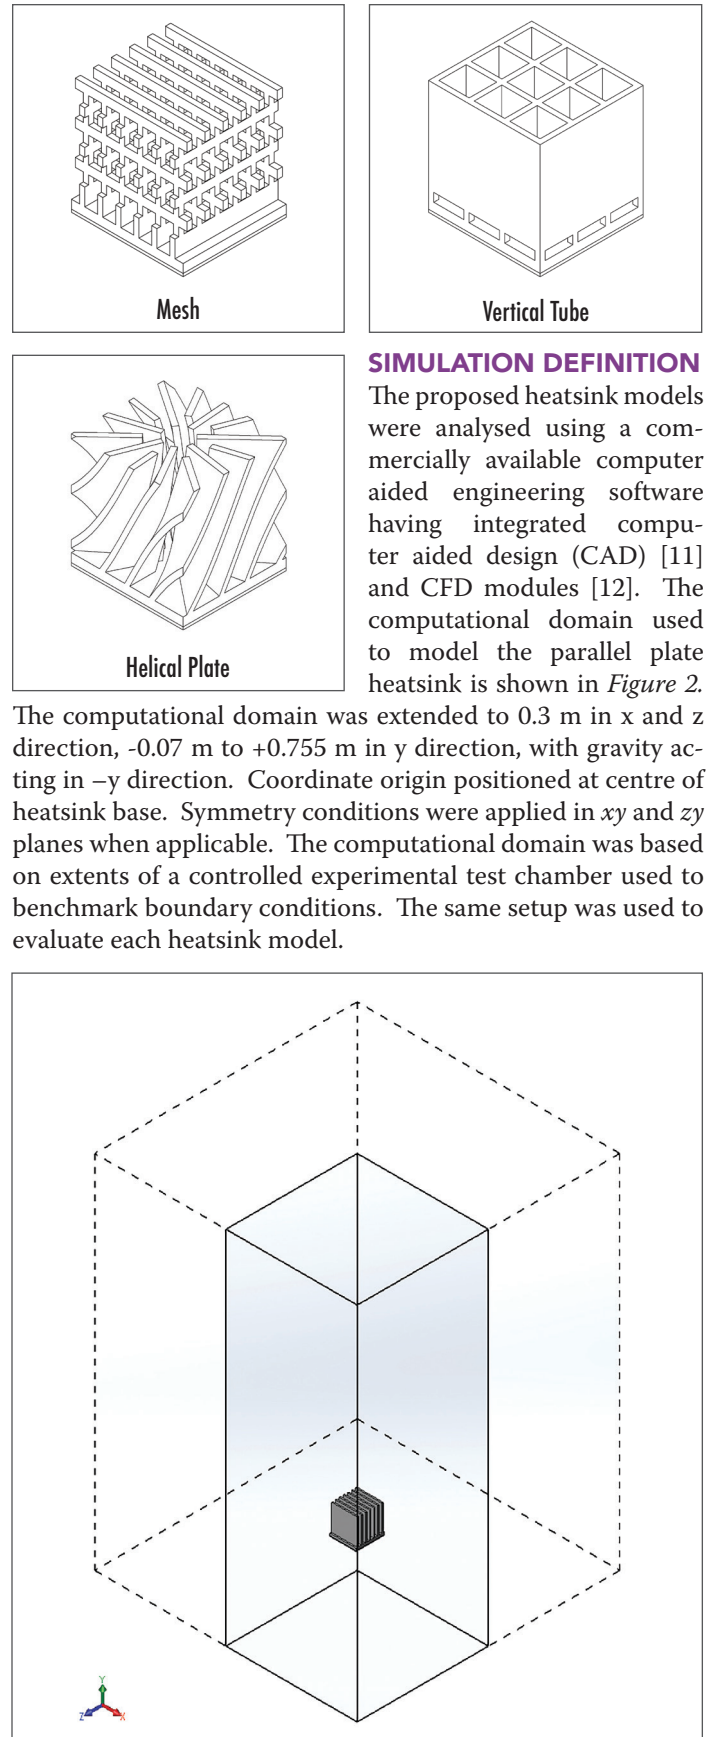 Mesh
Vertical Tube
Helical Plate
SIMULATION DEFINITION
The proposed heatsink models
were analysed using a com-
mercially available computer
aided engineering software
having integrated compu-
ter aided design (CAD) [11]
and CFD modules [12]. The
computational domain used
to model the parallel plate
heatsink is shown in Figure 2.
The computational domain was extended to 0.3 m in x and z
direction, -0.07 m to +0.755 m in y direction, with gravity ac-
ting in –y direction. Coordinate origin positioned at centre of
heatsink base. Symmetry conditions were applied in xy and zy
planes when applicable. The computational domain was based
on extents of a controlled experimental test chamber used to
benchmark boundary conditions. The same setup was used to
evaluate each heatsink model.
Y
Z
X